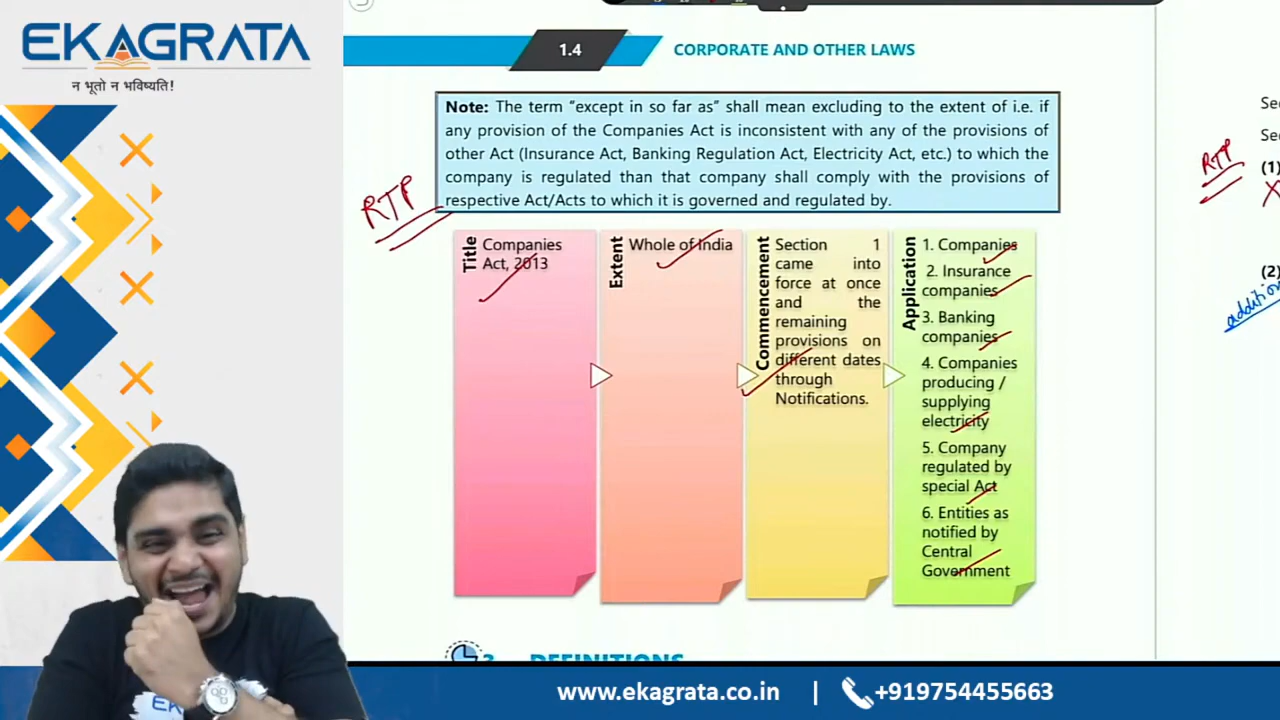 EKAGRATA
न भूतो न भविष्यति!
1.4
CORPORATE AND OTHER LAWS
Note: The term “except in so far as” shall mean excluding to the extent of i.e. if
any provision of the Companies Act is inconsistent with any of the provisions of
other Act (Insurance Act, Banking Regulation Act, Electricity Act, etc.) to which the
company is regulated than that company shall comply with the provisions of
respective Act/Acts to which it is governed and regulated by.
RTP
Title
Companies
Act, 2013
Extent
Whole of India
Commencement
Section 1
came into
force at once
and the
remaining
provisions on
different dates
through
Notifications.
Application
1. Companies
2. Insurance
companies
3. Banking
companies
4. Companies
producing /
supplying
electricity
5. Company
regulated by
special Act
6. Entities as
notified by
Central
Government
DEFINITIONS
Sec
Sec
RTP
(1)
(2)
addition
EK
www.ekagrata.co.in | +919754455663